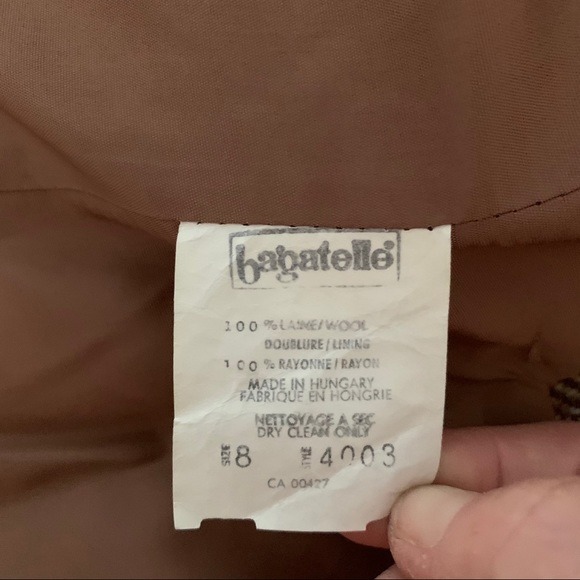 bagatelle
100 % LAINE/WOOL
DOUBLURE/LINING
100 % RAYONNE/RAYON
MADE IN HUNGARY
FABRIQUE EN HONGRIE
NETTOYAGE A SEC
DRY CLEAN ONLY
SIZE 8 STYLE 4003
CA 00427